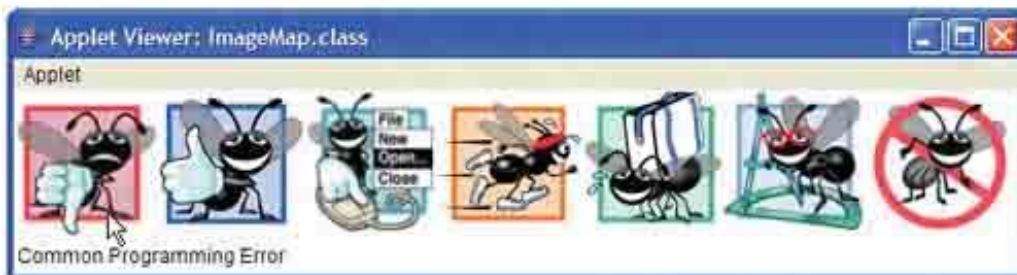 Applet Viewer: ImageMap.class
Applet
File
New
Open...
Close
Common Programming Error